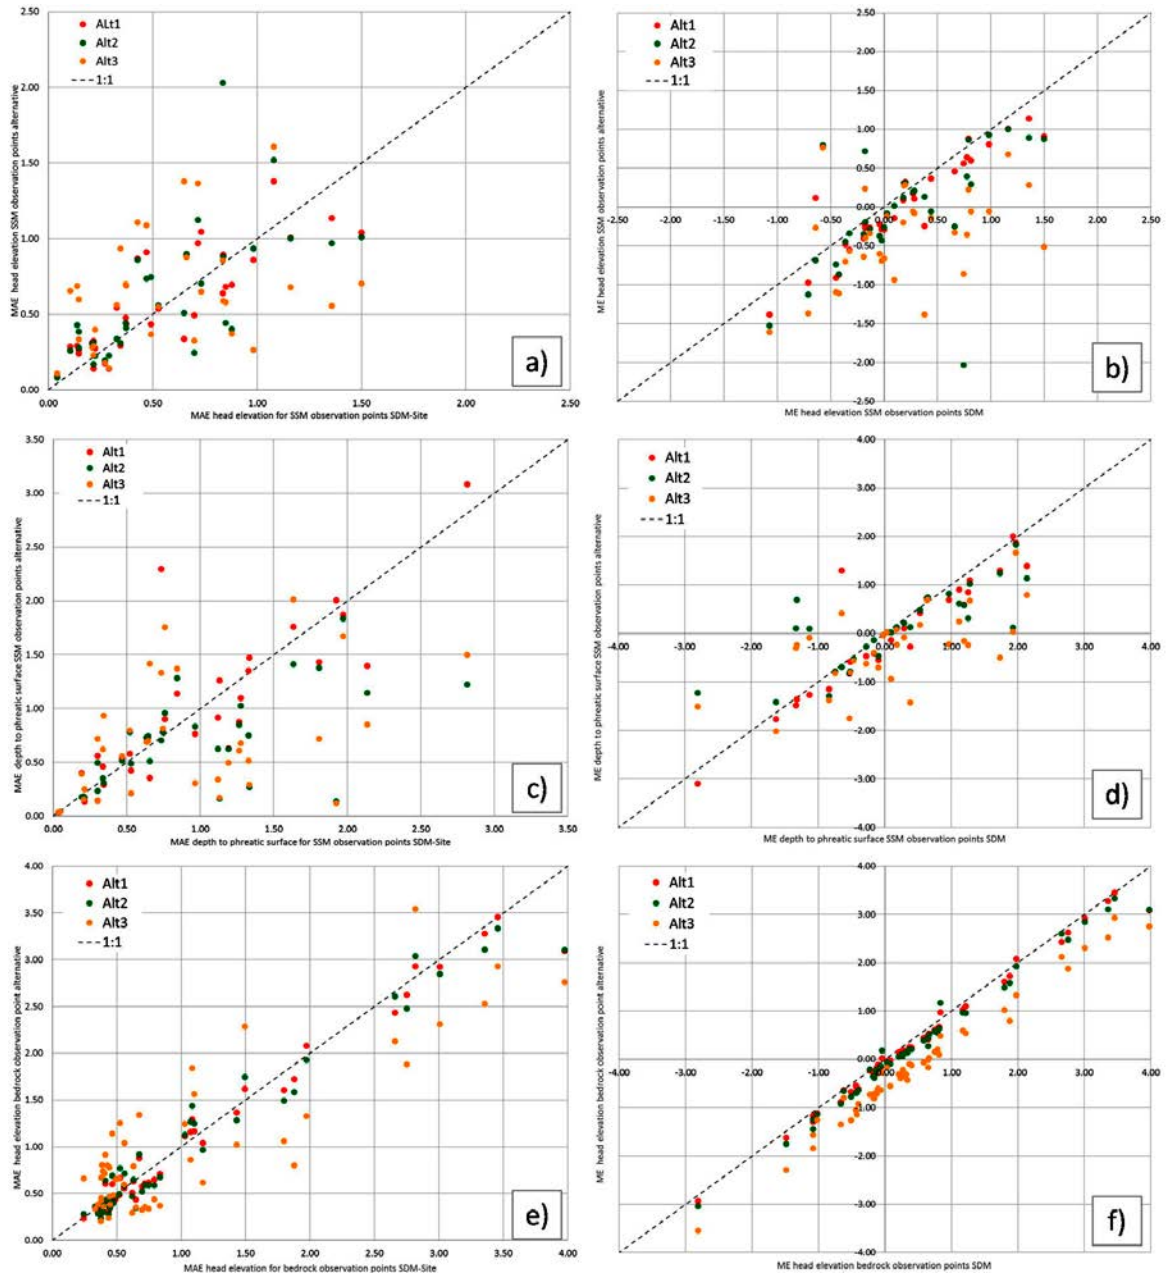 2.50
2.00
1.50
1.00
0.50
0.00
0.00 0.50 1.00 1.50 2.00 2.50
ALt1
Alt2
Alt3
1:1
a)
MAE head elevation SSM observation points alternative
MAE head elevation for SSM observation points SDM-Site
2.50
2.00
1.50
1.00
0.50
0.00
-0.50
-1.00
-1.50
-2.00
-2.50
-2.50 -2.00 -1.50 -1.00 -0.50 0.00 0.50 1.00 1.50 2.00 2.50
Alt1
Alt2
Alt3
1:1
b)
ME head elevation SSM observation points alternative
ME head elevation SSM observation points SDM
3.50
3.00
2.50
2.00
1.50
1.00
0.50
0.00
0.00 0.50 1.00 1.50 2.00 2.50 3.00 3.50
Alt1
Alt2
Alt3
1:1
c)
MAE depth to phreatic surface SSM observation points alternative
MAE depth to phreatic surface for SSM observation points SDM-Site
4.00
3.00
2.00
1.00
0.00
-1.00
-2.00
-3.00
-4.00
-4.00 -3.00 -2.00 -1.00 0.00 1.00 2.00 3.00 4.00
Alt1
Alt2
Alt3
1:1
d)
ME depth to phreatic surface SSM observation points alternative
ME depth to phreatic surface SSM observation points SDM
4.00
3.50
3.00
2.50
2.00
1.50
1.00
0.50
0.00
0.00 0.50 1.00 1.50 2.00 2.50 3.00 3.50 4.00
Alt1
Alt2
Alt3
1:1
e)
MAE head elevation bedrock observation point alternative
MAE head elevation for bedrock observation points SDM-Site
4.00
3.00
2.00
1.00
0.00
-1.00
-2.00
-3.00
-4.00
-4.00 -3.00 -2.00 -1.00 0.00 1.00 2.00 3.00 4.00
Alt1
Alt2
Alt3
1:1
f)
ME head elevation bedrock observation points alternative
ME head elevation bedrock observation points SDM